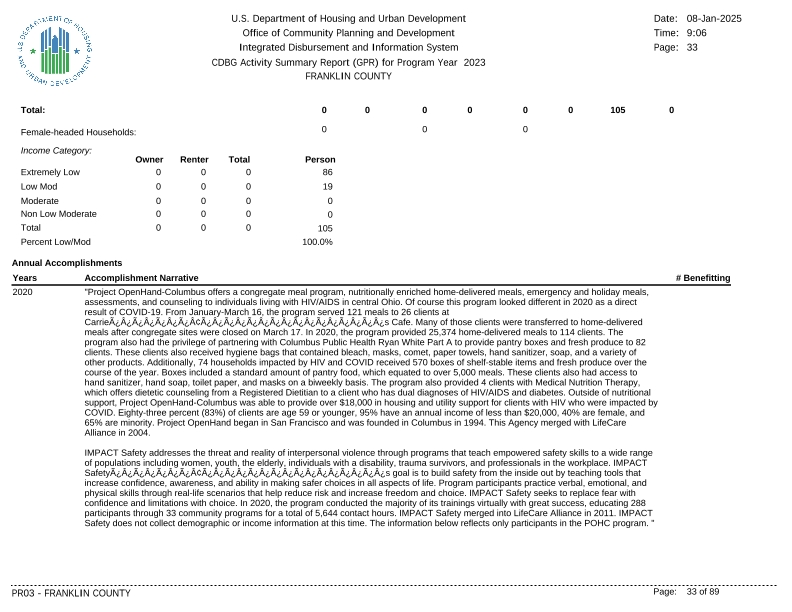 U.S. DEPARTMENT OF HOUSING AND URBAN DEVELOPMENT
U.S. Department of Housing and Urban Development
Office of Community Planning and Development
Integrated Disbursement and Information System
CDBG Activity Summary Report (GPR) for Program Year 2023
FRANKLIN COUNTY
Date: 08-Jan-2025
Time: 9:06
Page: 33
Total: 0 0 0 0 0 0 105 0
Female-headed Households: 0 0 0
Income Category:
Owner Renter Total Person
Extremely Low 0 0 0 86
Low Mod 0 0 0 19
Moderate 0 0 0 0
Non Low Moderate 0 0 0 0
Total 0 0 0 105
Percent Low/Mod 100.0%
Annual Accomplishments
Years Accomplishment Narrative # Benefitting
2020 "Project OpenHand-Columbus offers a congregate meal program, nutritionally enriched home-delivered meals, emergency and holiday meals,
assessments, and counseling to individuals living with HIV/AIDS in central Ohio. Of course this program looked different in 2020 as a direct
result of COVID-19. From January-March 16, the program served 121 meals to 26 clients at
CarrieÃ¿Â¿Ã¿Â¿Ã¿Â¿Ã¿Â¢Ã¿Â¿Ã¿Â¿Ã¿Â¿Ã¿Â¿Ã¿Â¿Ã¿Â¿Ã¿Â¿Ã¿Â¿s Cafe. Many of those clients were transferred to home-delivered
meals after congregate sites were closed on March 17. In 2020, the program provided 25,374 home-delivered meals to 114 clients. The
program also had the privilege of partnering with Columbus Public Health Ryan White Part A to provide pantry boxes and fresh produce to 82
clients. These clients also received hygiene bags that contained bleach, masks, comet, paper towels, hand sanitizer, soap, and a variety of
other products. Additionally, 74 households impacted by HIV and COVID received 570 boxes of shelf-stable items and fresh produce over the
course of the year. Boxes included a standard amount of pantry food, which equated to over 5,000 meals. These clients also had access to
hand sanitizer, hand soap, toilet paper, and masks on a biweekly basis. The program also provided 4 clients with Medical Nutrition Therapy,
which offers dietetic counseling from a Registered Dietitian to a client who has dual diagnoses of HIV/AIDS and diabetes. Outside of nutritional
support, Project OpenHand-Columbus was able to provide over $18,000 in housing and utility support for clients with HIV who were impacted by
COVID. Eighty-three percent (83%) of clients are age 59 or younger, 95% have an annual income of less than $20,000, 40% are female, and
65% are minority. Project OpenHand began in San Francisco and was founded in Columbus in 1994. This Agency merged with LifeCare
Alliance in 2004.
IMPACT Safety addresses the threat and reality of interpersonal violence through programs that teach empowered safety skills to a wide range
of populations including women, youth, the elderly, individuals with a disability, trauma survivors, and professionals in the workplace. IMPACT
SafetyÃ¿Â¿Ã¿Â¿Ã¿Â¿Ã¿Â¢Ã¿Â¿Ã¿Â¿Ã¿Â¿Ã¿Â¿Ã¿Â¿Ã¿Â¿Ã¿Â¿Ã¿Â¿s goal is to build safety from the inside out by teaching tools that
increase confidence, awareness, and ability in making safer choices in all aspects of life. Program participants practice verbal, emotional, and
physical skills through real-life scenarios that help reduce risk and increase freedom and choice. IMPACT Safety seeks to replace fear with
confidence and limitations with choice. In 2020, the program conducted the majority of its trainings virtually with great success, educating 288
participants through 33 community programs for a total of 5,644 contact hours. IMPACT Safety merged into LifeCare Alliance in 2011. IMPACT
Safety does not collect demographic or income information at this time. The information below reflects only participants in the POHC program. "
PR03 - FRANKLIN COUNTY
Page: 33 of 89